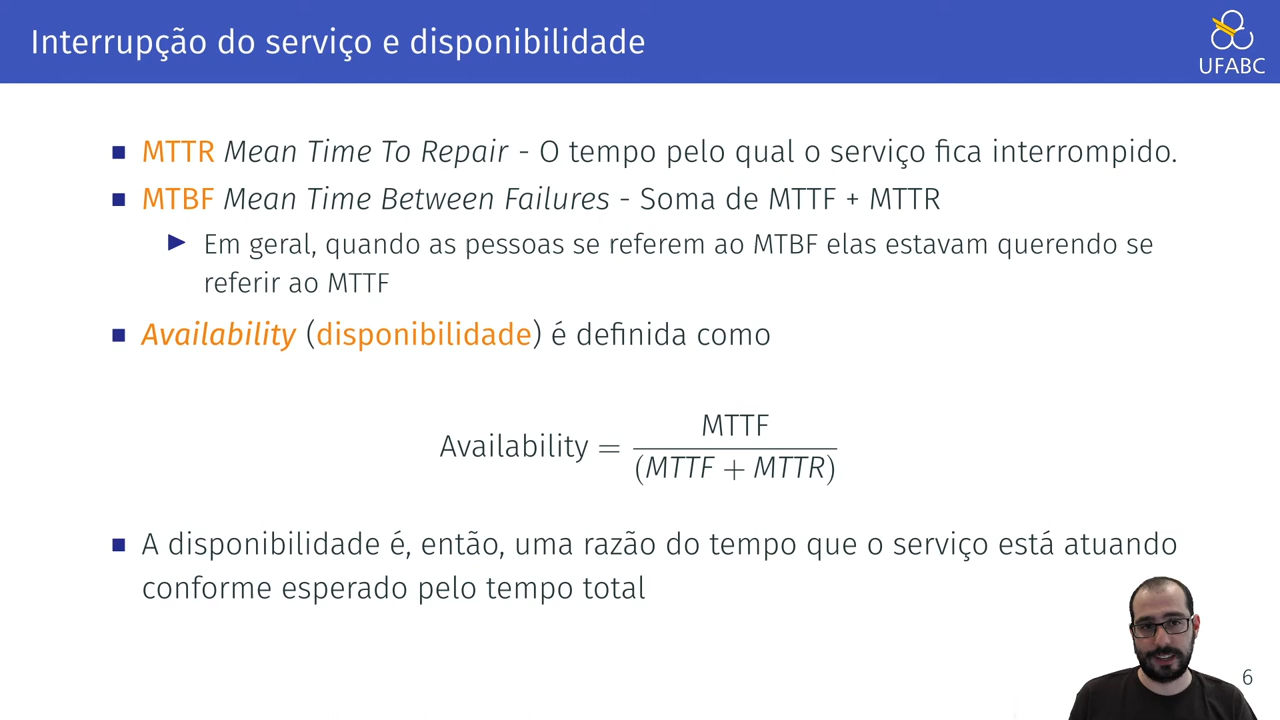 Interrupção do serviço e disponibilidade
UFABC
MTTR Mean Time To Repair - O tempo pelo qual o serviço fica interrompido.
MTBF Mean Time Between Failures - Soma de MTTF + MTTR
Em geral, quando as pessoas se referem ao MTBF elas estavam querendo se
referir ao MTTF
Availability (disponibilidade) é definida como
MTTF
Availability =
(MTTF + MTTR)
A disponibilidade é, então, uma razão do tempo que o serviço está atuando
conforme esperado pelo tempo total
6